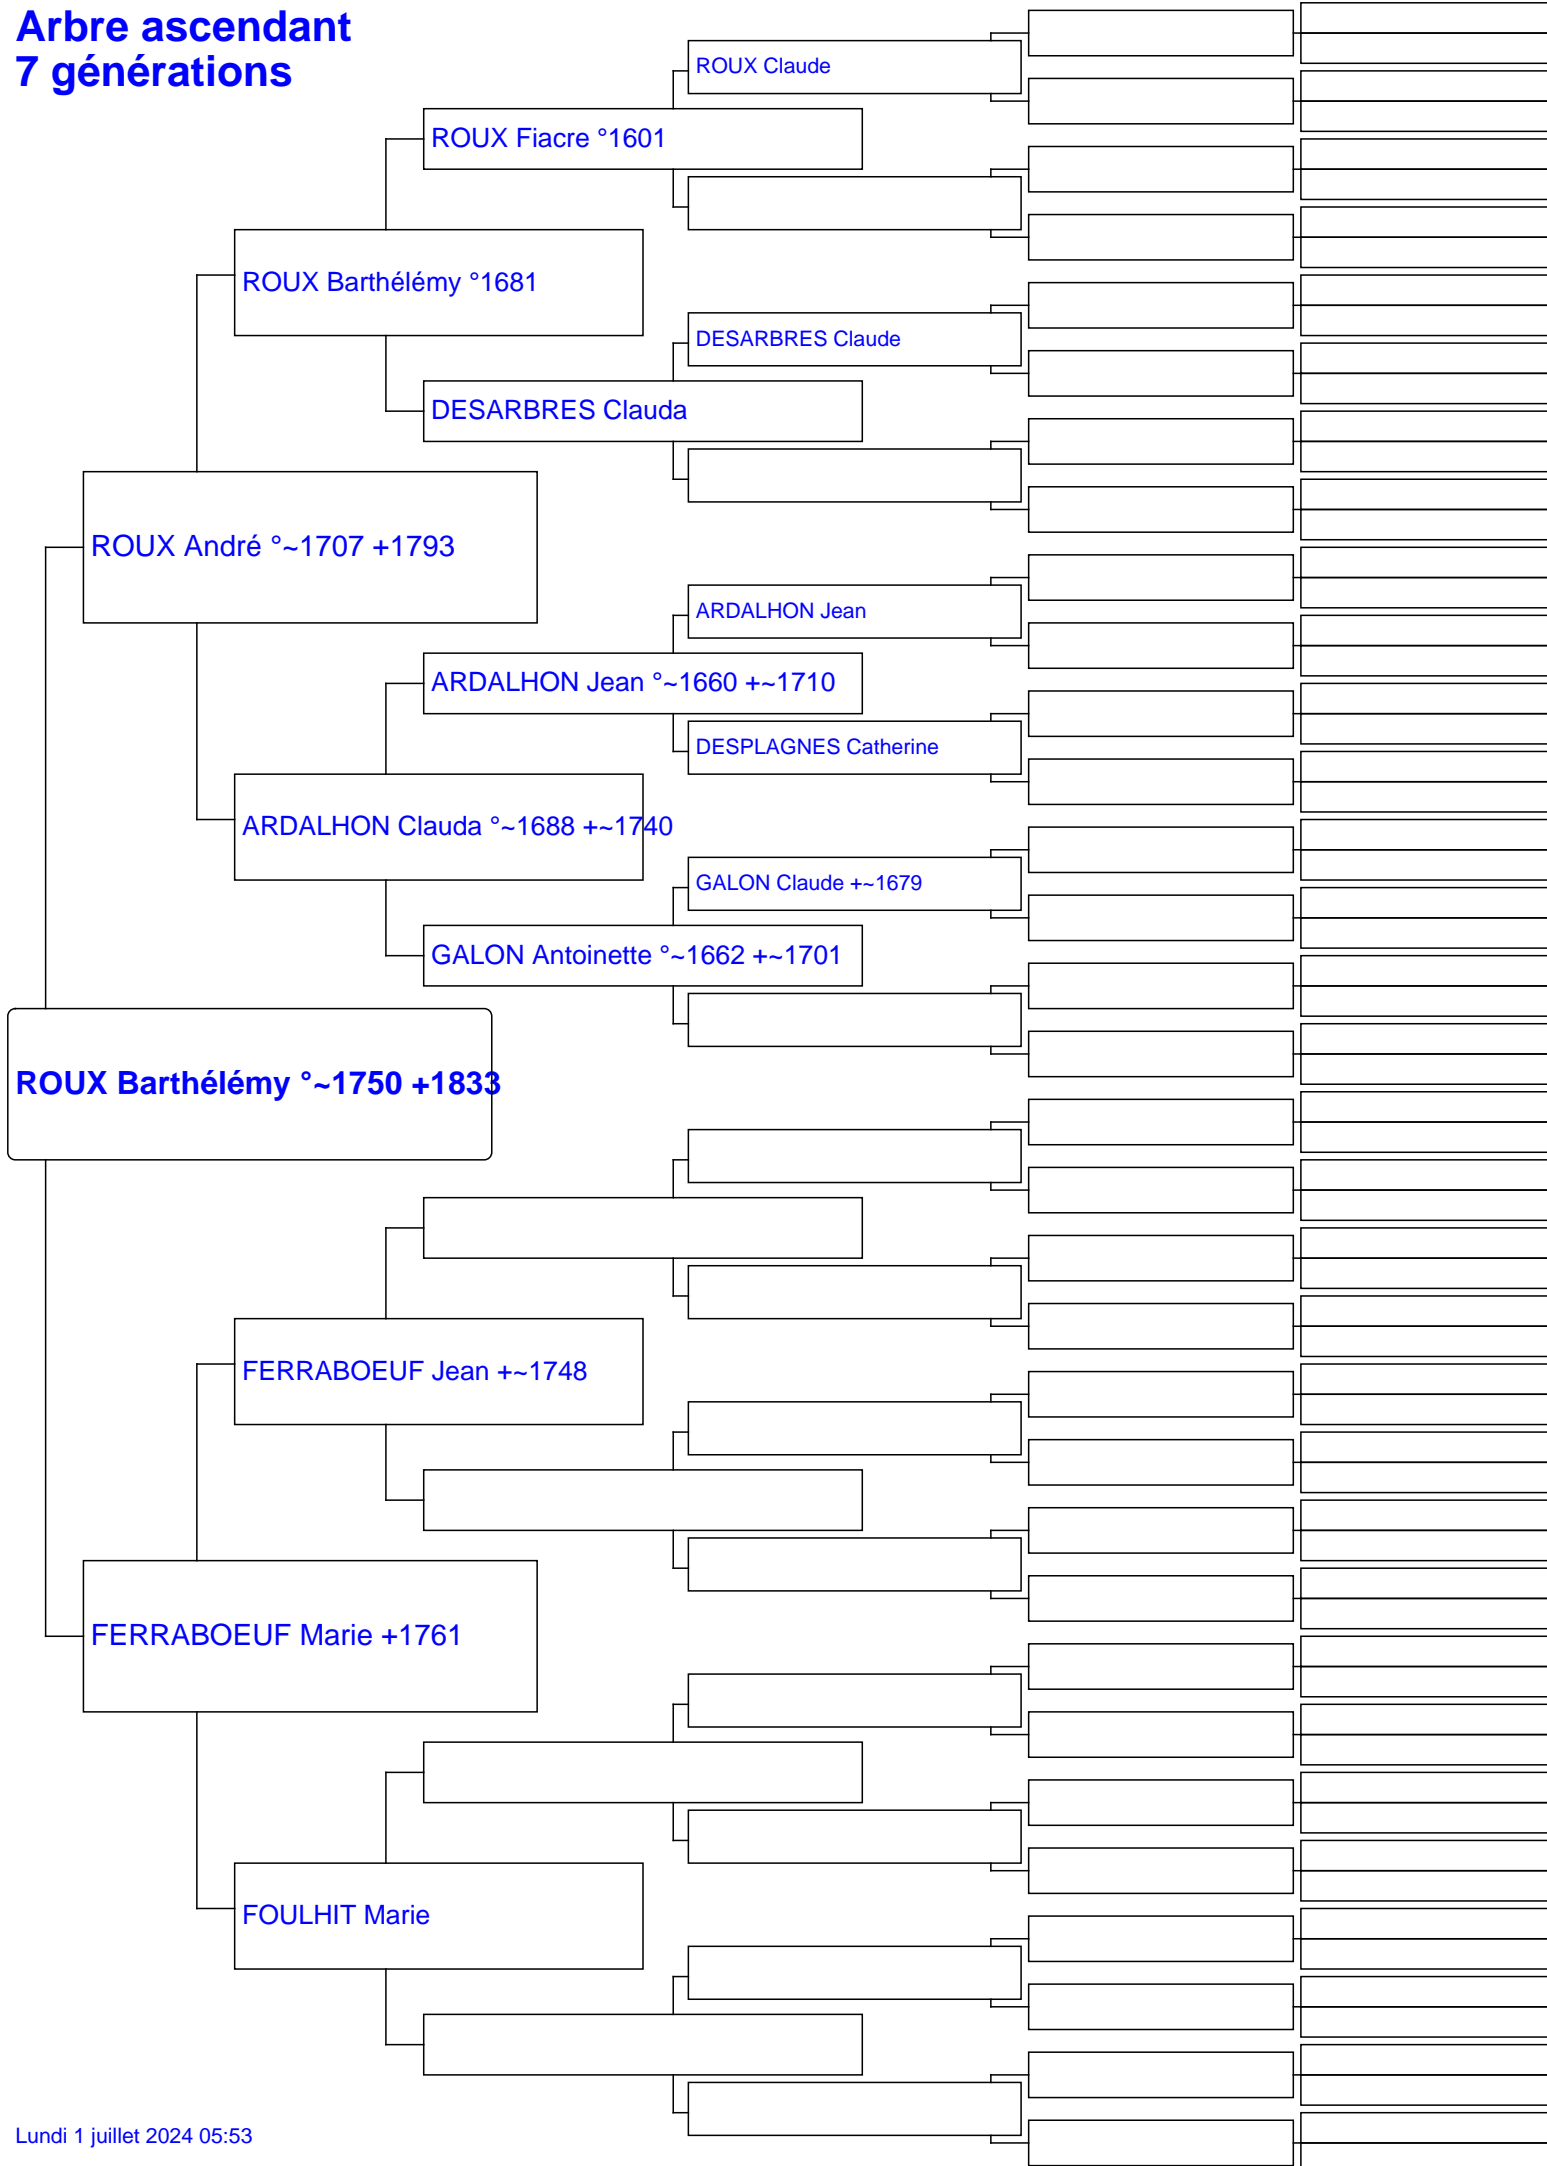 Arbre ascendant
7 générations
ROUX Claude
ROUX Fiacre °1601
ROUX Barthélémy °1681
DESARBRES Claude
DESARBRES Clauda
ROUX André °~1707 +1793
ARDALHON Jean
ARDALHON Jean °~1660 +~1710
DESPLAGNES Catherine
ARDALHON Clauda °~1688 +~1740
GALON Claude +~1679
GALON Antoinette °~1662 +~1701
ROUX Barthélémy °~1750 +1833
FERRABOEUF Jean +~1748
FERRABOEUF Marie +1761
FOULHIT Marie
Lundi 1 juillet 2024 05:53